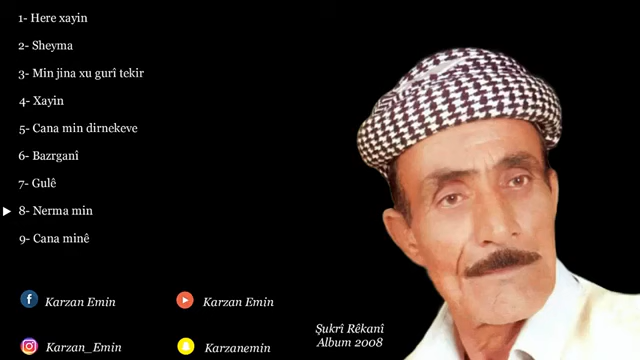 1- Here xayin
2- Sheyma
3- Min jina xu gurî tekir
4- Xayin
5- Cana min dirnekeve
6- Bazrganî
7- Gulê
8- Nerma min
9- Cana minê
Karzan Emin
Karzan Emin
Karzan_Emin
Karzanemin
Şukrî Rêkanî
Album 2008